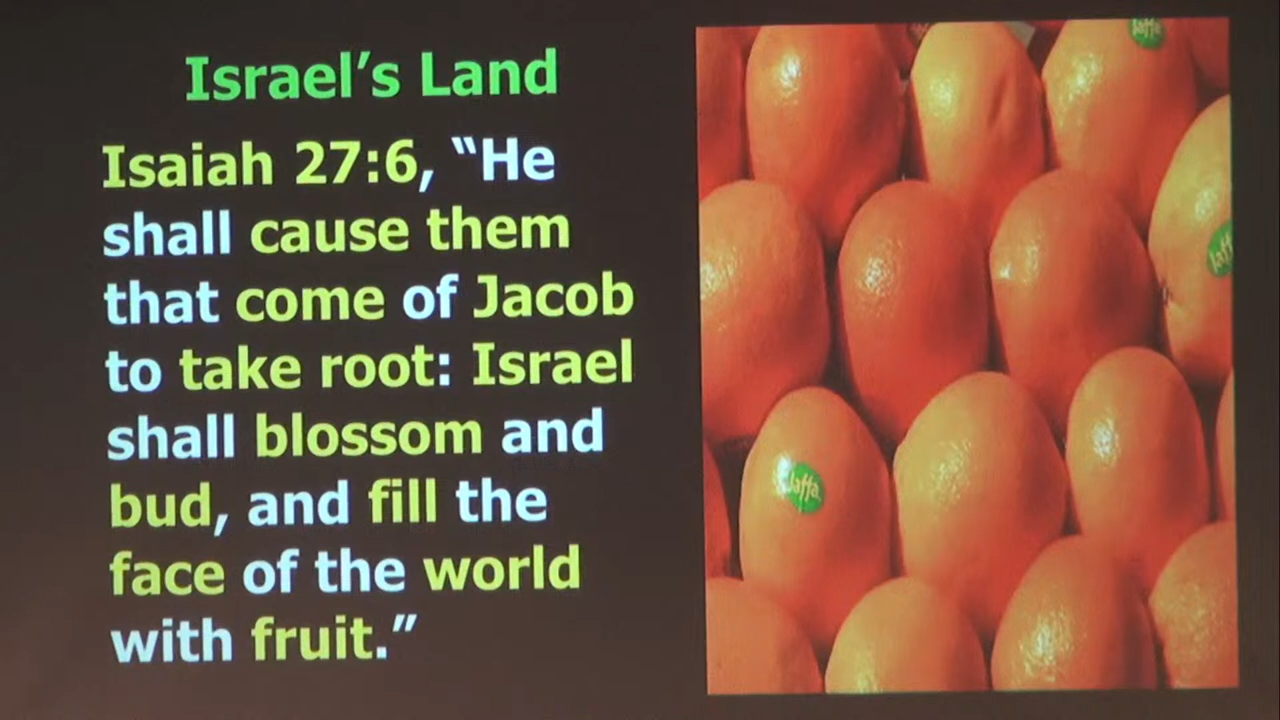 Israel’s Land
Isaiah 27:6, “He
shall cause them
that come of Jacob
to take root: Israel
shall blossom and
bud, and fill the
face of the world
with fruit.”
Jaffa
Jaffa
Jaff